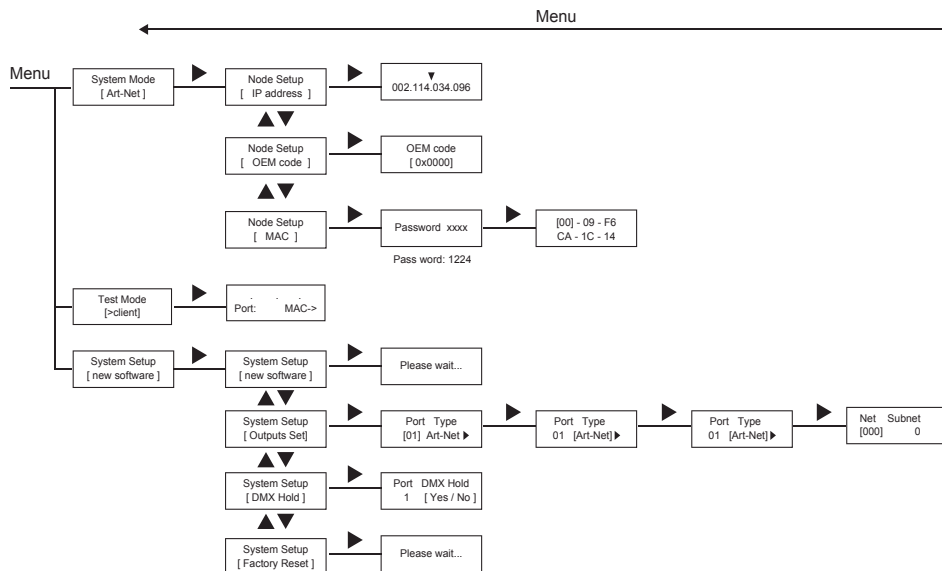 Menu
Menu
System Mode
[ Art-Net ]
Node Setup
[ IP address ]
002.114.034.096
Node Setup
[ OEM code ]
OEM code
[ 0x0000]
Node Setup
[ MAC ]
Password xxxx
[00] - 09 - F6
CA - 1C - 14
Pass word: 1224
Test Mode
[>client]
. . .
Port: MAC->
System Setup
[ new software ]
System Setup
[ new software ]
Please wait...
System Setup
[ Outputs Set]
Port Type
[01] Art-Net
Port Type
01 [Art-Net]
Port Type
01 [Art-Net]
Net Subnet
[000] 0
System Setup
[ DMX Hold ]
Port DMX Hold
1 [ Yes / No ]
System Setup
[ Factory Reset ]
Please wait...